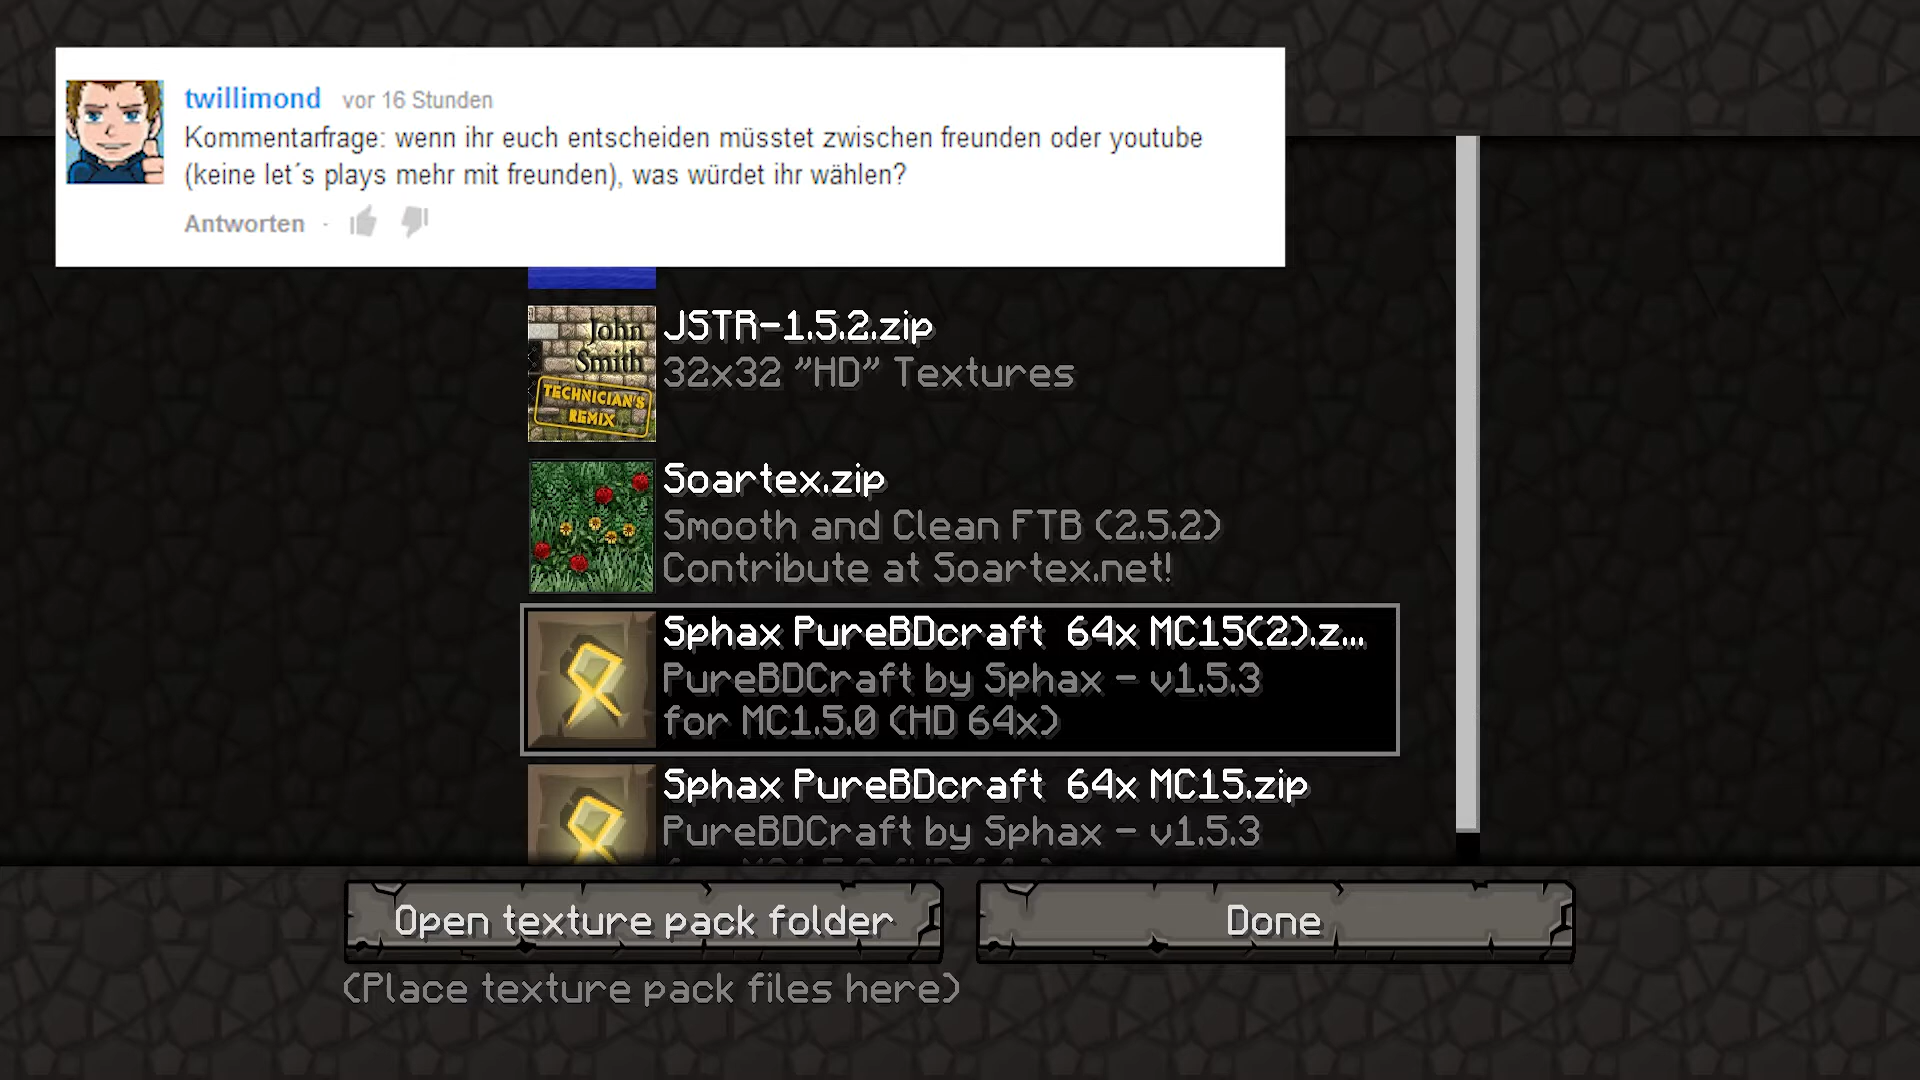 twillimond vor 16 Stunden
Kommentarfrage: wenn ihr euch entscheiden müsstet zwischen freunden oder youtube
(keine let´s plays mehr mit freunden), was würdet ihr wählen?
Antworten ·
John
Smith
TECHNICIAN'S
REMIX
JSTR-1.5.2.zip
32x32 "HD" Textures
Soartex.zip
Smooth and Clean FTB (2.5.2)
Contribute at Soartex.net!
Sphax PureBDcraft 64x MC15(2).z...
PureBDCraft by Sphax - v1.5.3
for MC1.5.0 (HD 64x)
Sphax PureBDcraft 64x MC15.zip
PureBDCraft by Sphax - v1.5.3
Open texture pack folder
Done
(Place texture pack files here)